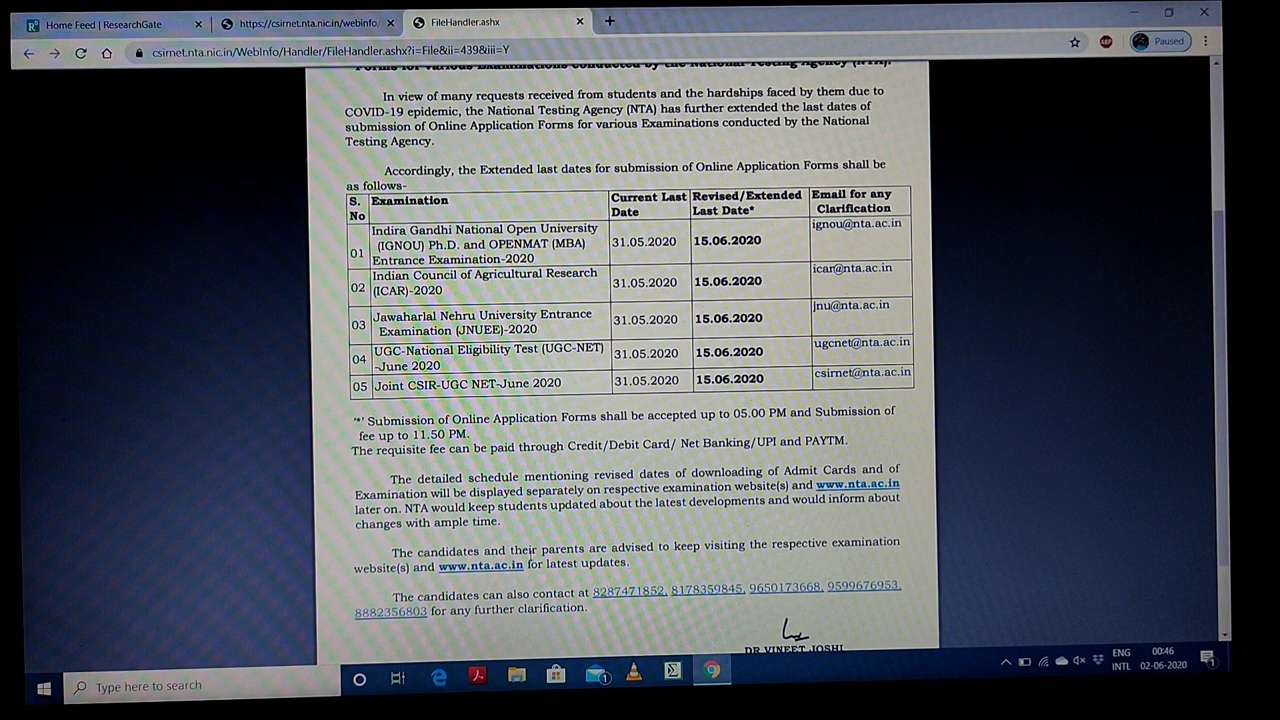 Home Feed | ResearchGate
https://csirnet.nta.nic.in/webinfo
FileHandler.ashx
csirnet.nta.nic.in/WebInfo/Handler/FileHandler.ashx?i=File&ii=439&iii=Y
ABP
Paused
Forms for various Examinations conducted by the National Testing Agency (NTA).
In view of many requests received from students and the hardships faced by them due to
COVID-19 epidemic, the National Testing Agency (NTA) has further extended the last dates of
submission of Online Application Forms for various Examinations conducted by the National
Testing Agency.
Accordingly, the Extended last dates for submission of Online Application Forms shall be
as follows-
S. No Examination Current Last Date Revised/Extended Last Date* Email for any Clarification
01 Indira Gandhi National Open University (IGNOU) Ph.D. and OPENMAT (MBA) Entrance Examination-2020 31.05.2020 15.06.2020 ignou@nta.ac.in
02 Indian Council of Agricultural Research (ICAR)-2020 31.05.2020 15.06.2020 icar@nta.ac.in
03 Jawaharlal Nehru University Entrance Examination (JNUEE)-2020 31.05.2020 15.06.2020 jnu@nta.ac.in
04 UGC-National Eligibility Test (UGC-NET) -June 2020 31.05.2020 15.06.2020 ugcnet@nta.ac.in
05 Joint CSIR-UGC NET-June 2020 31.05.2020 15.06.2020 csirnet@nta.ac.in
'*' Submission of Online Application Forms shall be accepted up to 05.00 PM and Submission of
fee up to 11.50 PM.
The requisite fee can be paid through Credit/Debit Card/ Net Banking/UPI and PAYTM.
The detailed schedule mentioning revised dates of downloading of Admit Cards and of
Examination will be displayed separately on respective examination website(s) and www.nta.ac.in
later on. NTA would keep students updated about the latest developments and would inform about
changes with ample time.
The candidates and their parents are advised to keep visiting the respective examination
website(s) and www.nta.ac.in for latest updates.
The candidates can also contact at 8287471852, 8178359845, 9650173668, 9599676953,
8882356803 for any further clarification.
DR VINEET JOSHI
Type here to search
1
ENG
INTL
00:46
02-06-2020
1